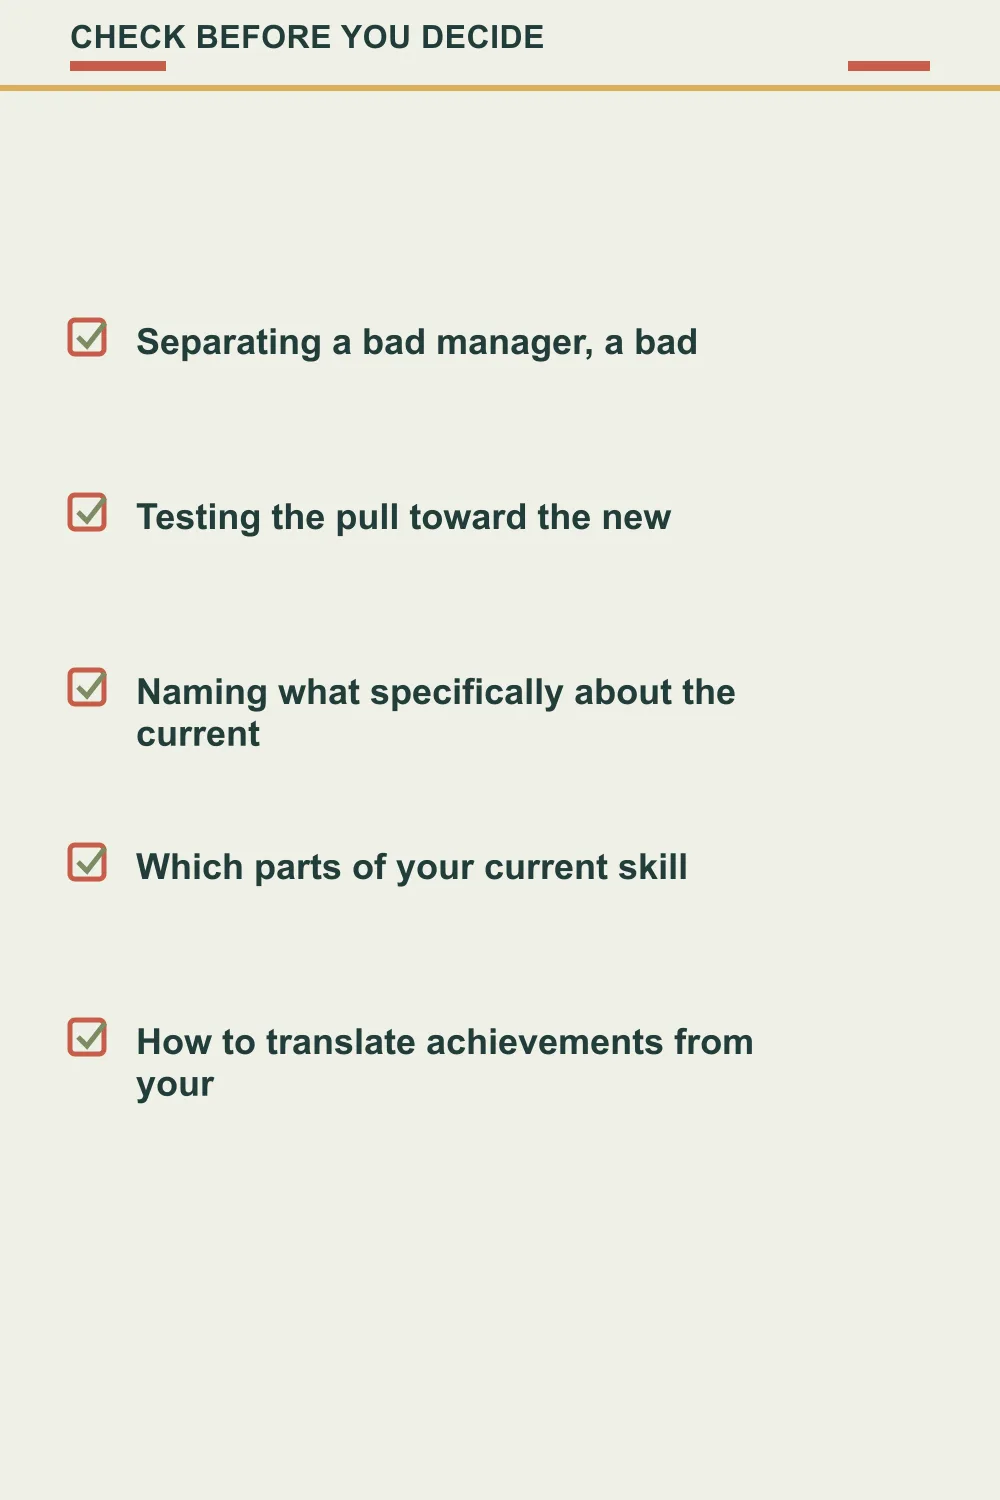 CHECK BEFORE YOU DECIDE
Separating a bad manager, a bad
Testing the pull toward the new
Naming what specifically about the
current
Which parts of your current skill
How to translate achievements from
your